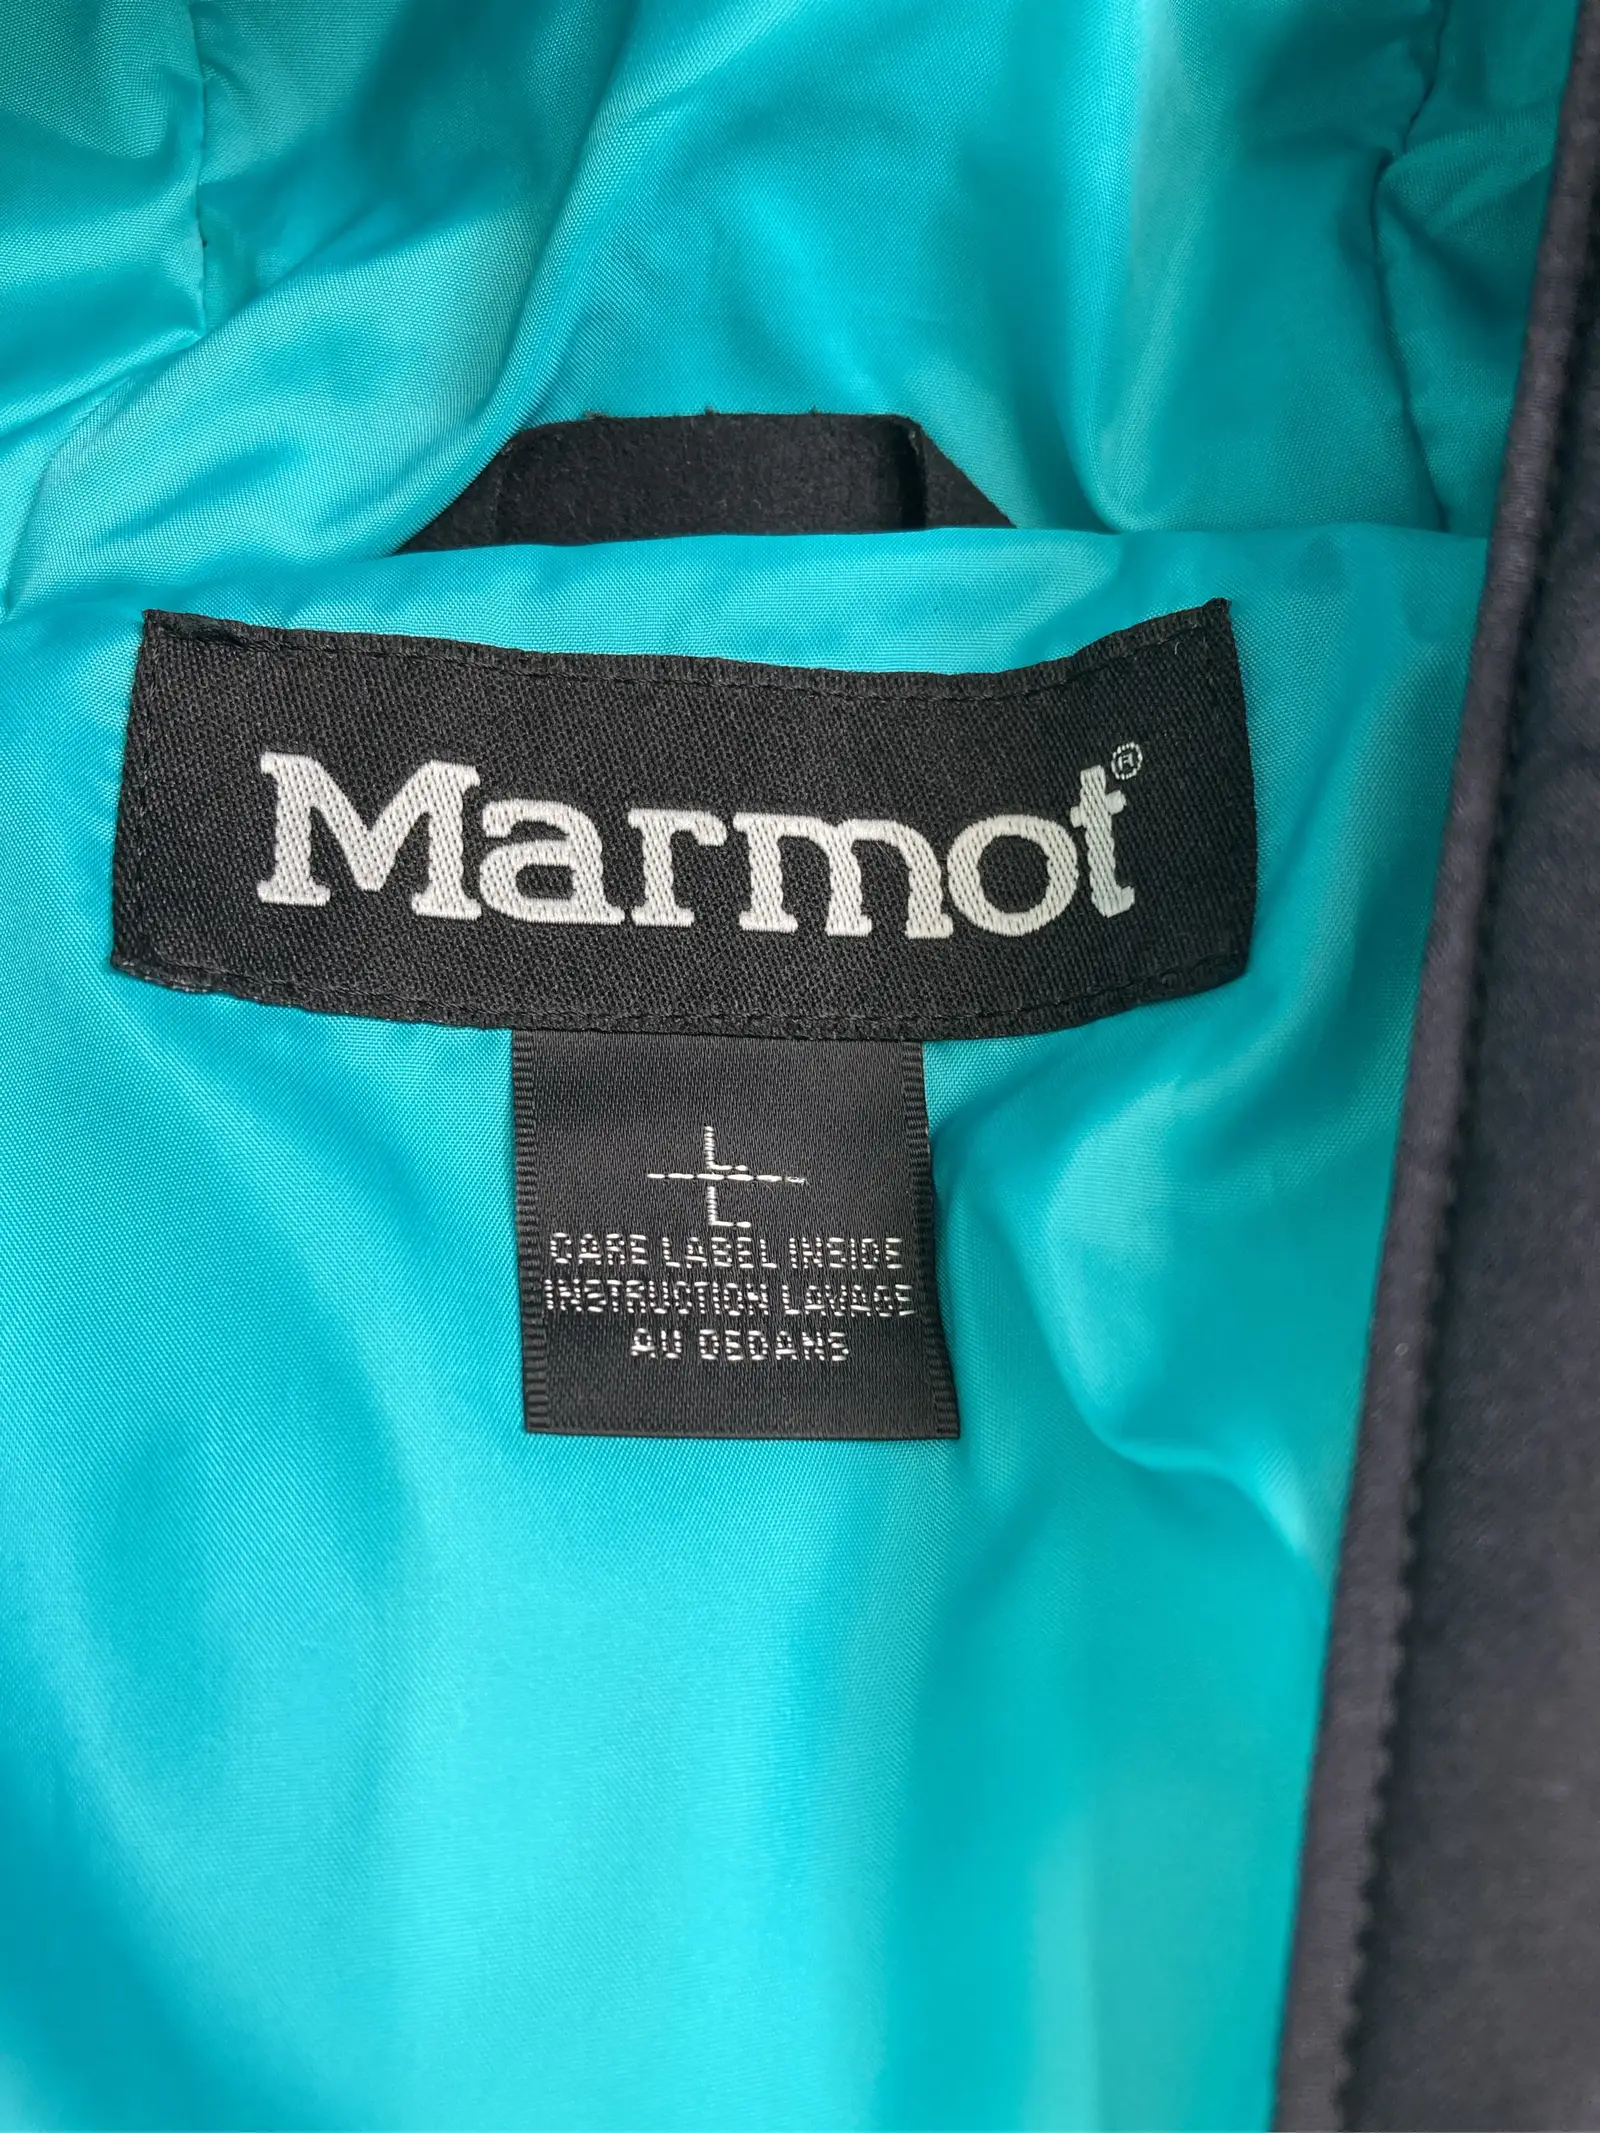 Marmot®
L
L
CARE LABEL INSIDE
INSTRUCTION LAVAGE
AU DEDANS